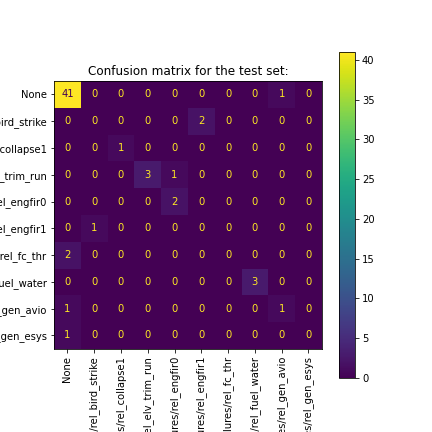 Confusion matrix for the test set:
None 41 0 0 0 0 0 0 0 1 0
bird_strike 0 0 0 0 0 2 0 0 0 0
collapse1 0 0 1 0 0 0 0 0 0 0
_trim_run 0 0 0 3 1 0 0 0 0 0
el_engfir0 0 0 0 0 2 0 0 0 0 0
el_engfir1 0 1 0 0 0 0 0 0 0 0
rel_fc_thr 2 0 0 0 0 0 0 0 0 0
uel_water 0 0 0 0 0 0 0 3 0 0
_gen_avio 1 0 0 0 0 0 0 0 1 0
_gen_esys 1 0 0 0 0 0 0 0 0 0
None
/rel_bird_strike
s/rel_collapse1
el_elv_trim_run
ures/rel_engfir0
ures/rel_engfir1
lures/rel_fc_thr
/rel_fuel_water
es/rel_gen_avio
es/rel_gen_esys
40
35
30
25
20
15
10
5
0